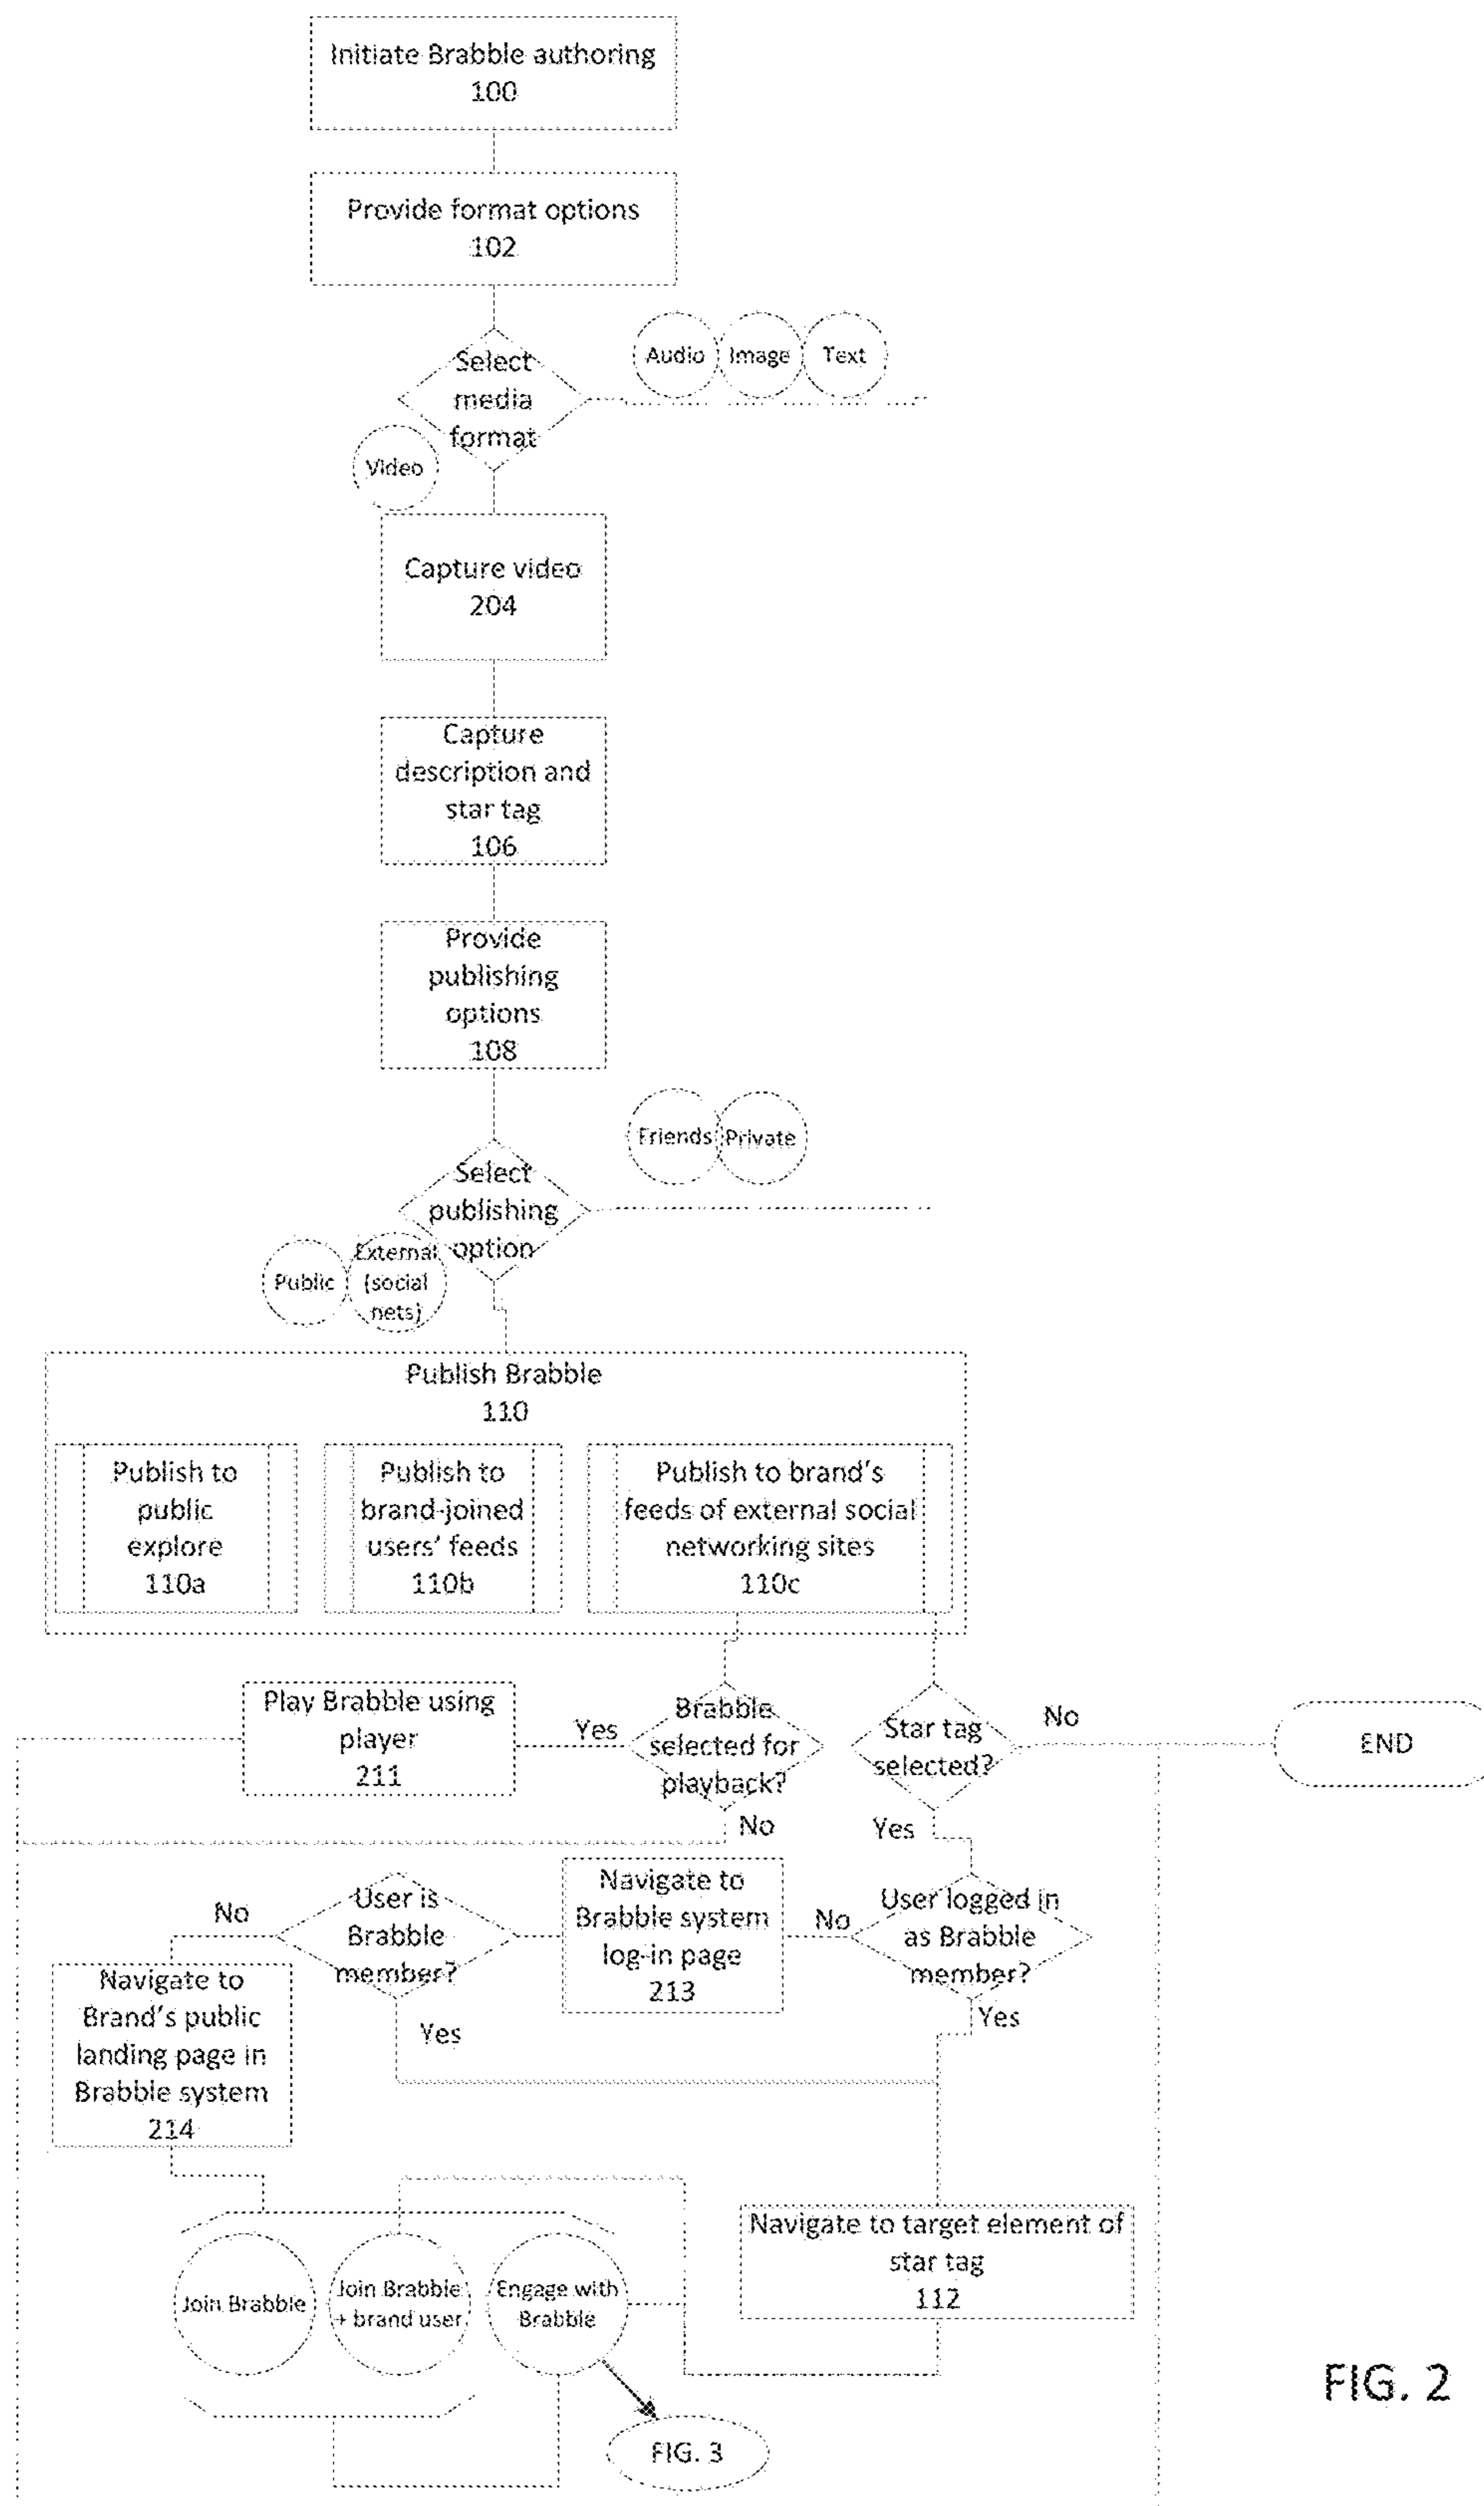 Initiate Brabble authoring
100
Provide format options
102
Select
media
format
Audio
Image
Text
Video
Capture video
204
Capture
description and
star tag
106
Provide
publishing
options
108
Friends
Private
Select
publishing
option
Public
External
(social
nets)
Publish Brabble
110
Publish to
public
explore
110a
Publish to
brand-joined
users' feeds
110b
Publish to brand's
feeds of external social
networking sites
110c
Play Brabble using
player
211
Yes
Brabble
selected for
playback?
No
Star tag
selected?
No
END
Yes
No
User is
Brabble
member?
Navigate to
Brabble system
log-in page
213
No
User logged in
as Brabble
member?
Yes
Yes
Navigate to
Brand's public
landing page in
Brabble system
214
Join Brabble
Join Brabble
+ brand user
Engage with
Brabble
Navigate to target element of
star tag
112
FIG. 3
FIG. 2